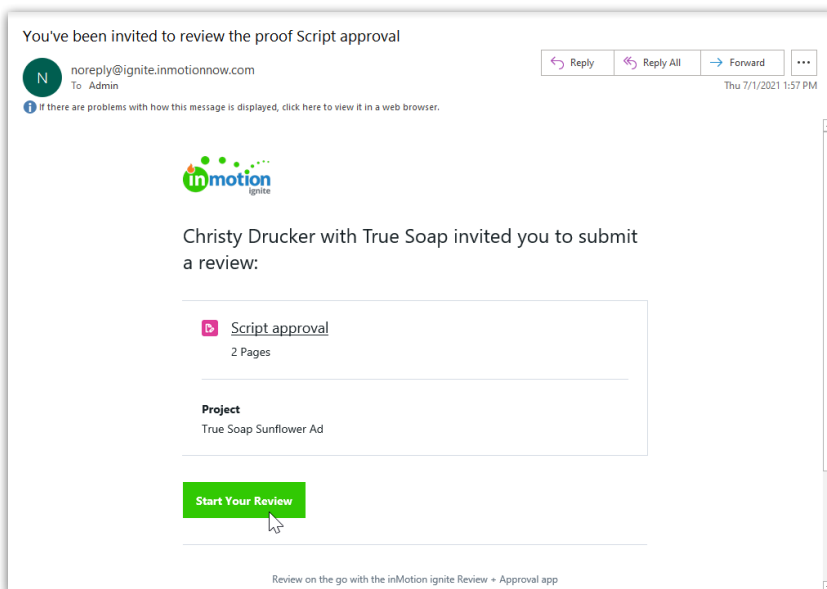 You've been invited to review the proof Script approval
N
noreply@ignite.inmotionnow.com
To Admin
Reply
Reply All
Forward
Thu 7/1/2021 1:57 PM
If there are problems with how this message is displayed, click here to view it in a web browser.
inmotion
ignite
Christy Drucker with True Soap invited you to submit
a review:
Script approval
2 Pages
Project
True Soap Sunflower Ad
Start Your Review
Review on the go with the inMotion ignite Review + Approval app